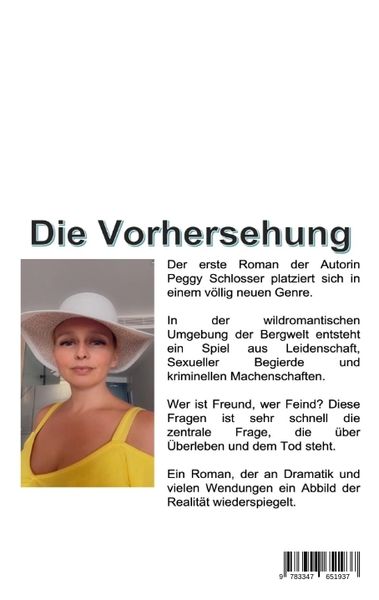 Die Vorhersehung
Der erste Roman der Autorin
Peggy Schlosser platziert sich in
einem völlig neuen Genre.
In der wildromantischen
Umgebung der Bergwelt entsteht
ein Spiel aus Leidenschaft,
Sexueller Begierde und
kriminellen Machenschaften.
Wer ist Freund, wer Feind? Diese
Fragen ist sehr schnell die
zentrale Frage, die über
Überleben und dem Tod steht.
Ein Roman, der an Dramatik und
vielen Wendungen ein Abbild der
Realität wiederspiegelt.
9 783347 651937